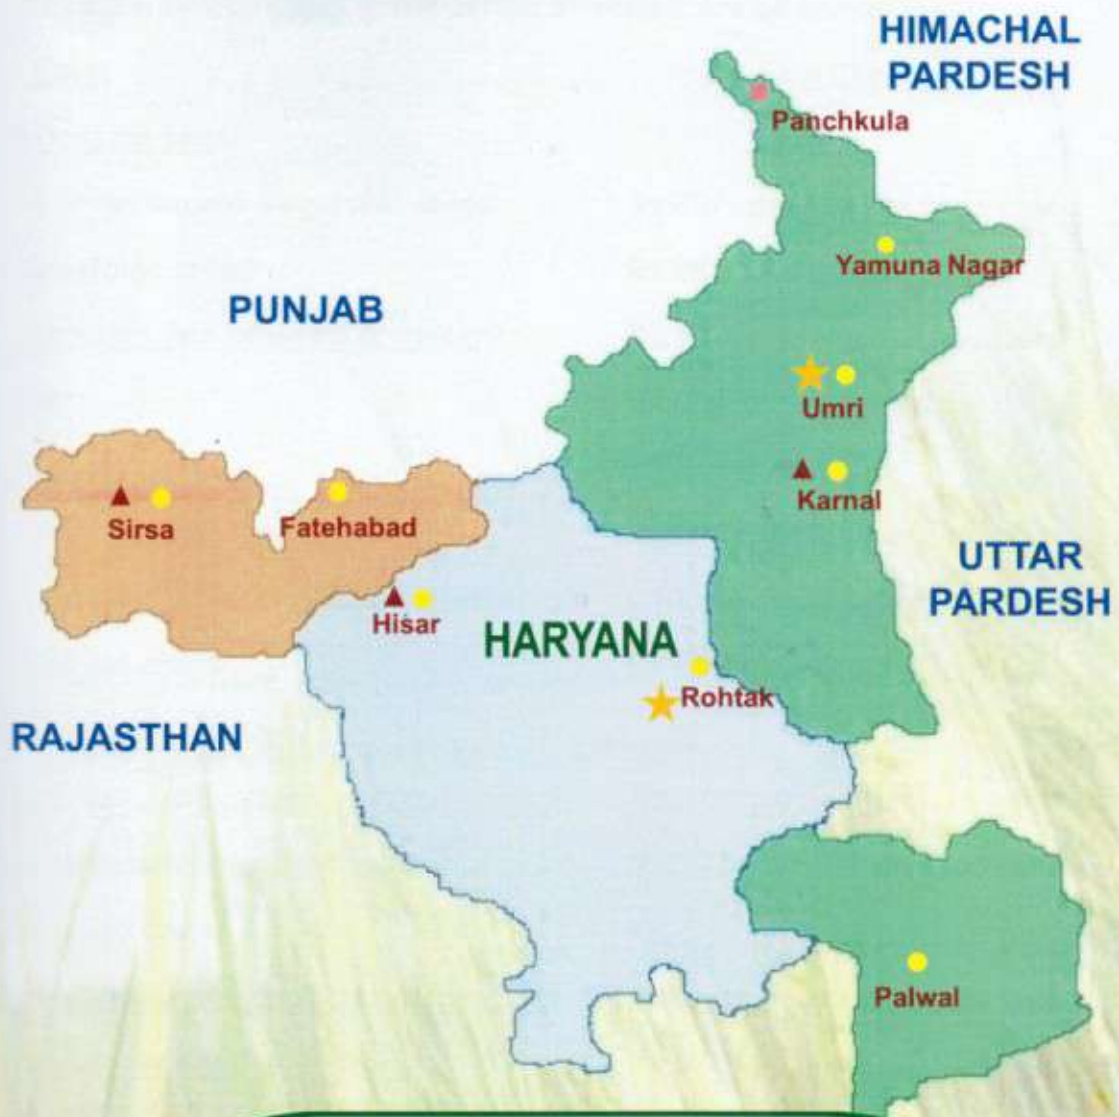 HIMACHAL
PARDESH
Panchkula
Yamuna Nagar
PUNJAB
Umri
Karnal
Sirsa
Fatehabad
UTTAR
PARDESH
Hisar
HARYANA
Rohtak
RAJASTHAN
Palwal